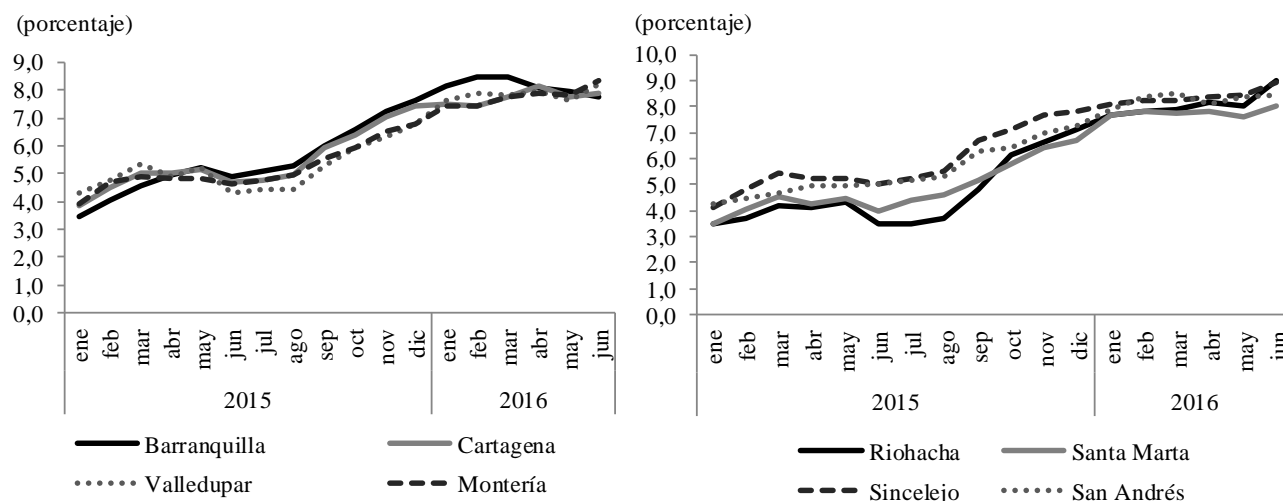 (porcentaje)
9,0
8,0
7,0
6,0
5,0
4,0
3,0
2,0
1,0
0,0
ene feb mar abr may jun jul ago sep oct nov dic ene feb mar abr may jun
2015 2016
Barranquilla Cartagena
Valledupar Montería
(porcentaje)
10,0
9,0
8,0
7,0
6,0
5,0
4,0
3,0
2,0
1,0
0,0
ene feb mar abr may jun jul ago sep oct nov dic ene feb mar abr may jun
2015 2016
Riohacha Santa Marta
Sincelejo San Andrés